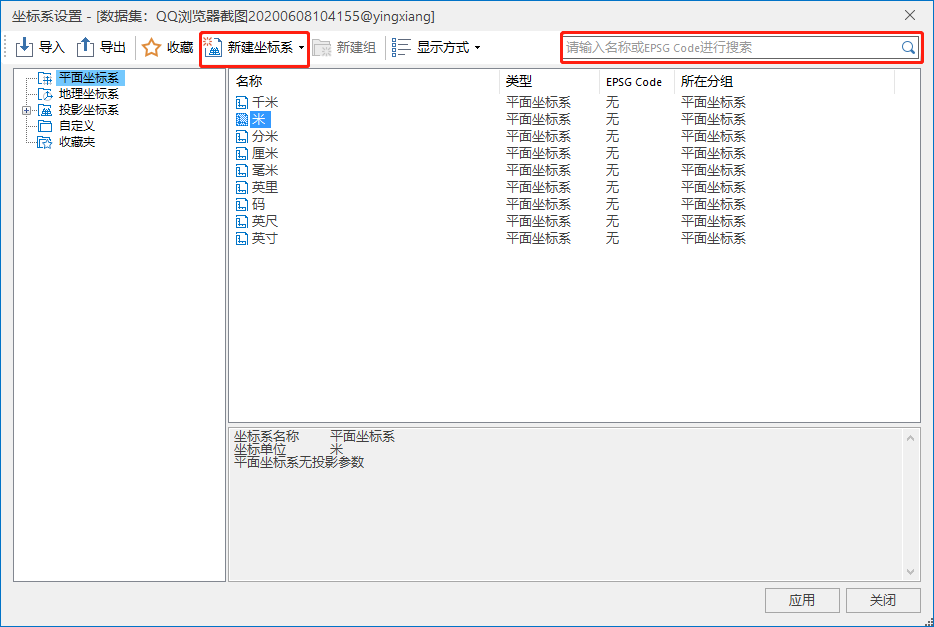 坐标系设置 - [数据集：QQ浏览器截图20200608104155@yingxiang]
导入 导出 收藏 新建坐标系 新建组 显示方式 请输入名称或EPSG Code进行搜索
平面坐标系
地理坐标系
投影坐标系
自定义
收藏夹
名称 类型 EPSG Code 所在分组
千米 平面坐标系 无 平面坐标系
米 平面坐标系 无 平面坐标系
分米 平面坐标系 无 平面坐标系
厘米 平面坐标系 无 平面坐标系
毫米 平面坐标系 无 平面坐标系
英里 平面坐标系 无 平面坐标系
码 平面坐标系 无 平面坐标系
英尺 平面坐标系 无 平面坐标系
英寸 平面坐标系 无 平面坐标系
坐标系名称 平面坐标系
坐标单位 米
平面坐标系无投影参数
应用 关闭